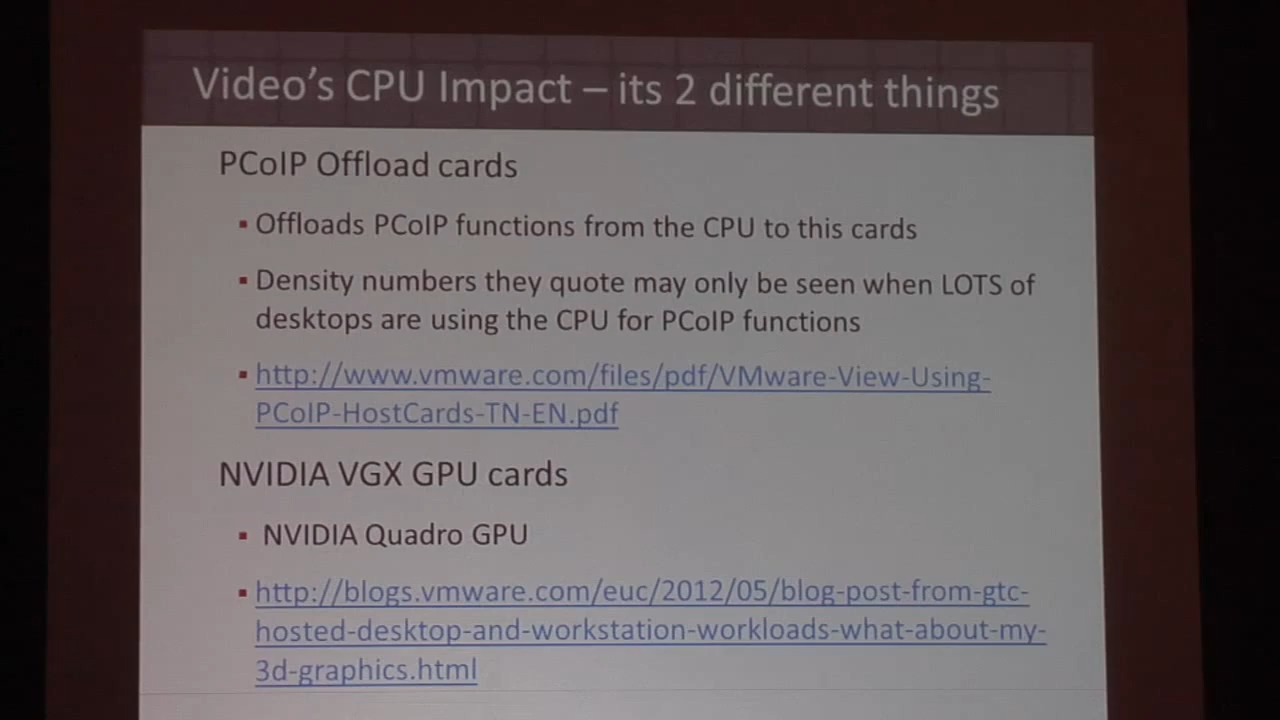 Video's CPU Impact – its 2 different things
PCoIP Offload cards
▪ Offloads PCoIP functions from the CPU to this cards
▪ Density numbers they quote may only be seen when LOTS of
desktops are using the CPU for PCoIP functions
▪ http://www.vmware.com/files/pdf/VMware-View-Using-
PCoIP-HostCards-TN-EN.pdf
NVIDIA VGX GPU cards
▪ NVIDIA Quadro GPU
▪ http://blogs.vmware.com/euc/2012/05/blog-post-from-gtc-
hosted-desktop-and-workstation-workloads-what-about-my-
3d-graphics.html